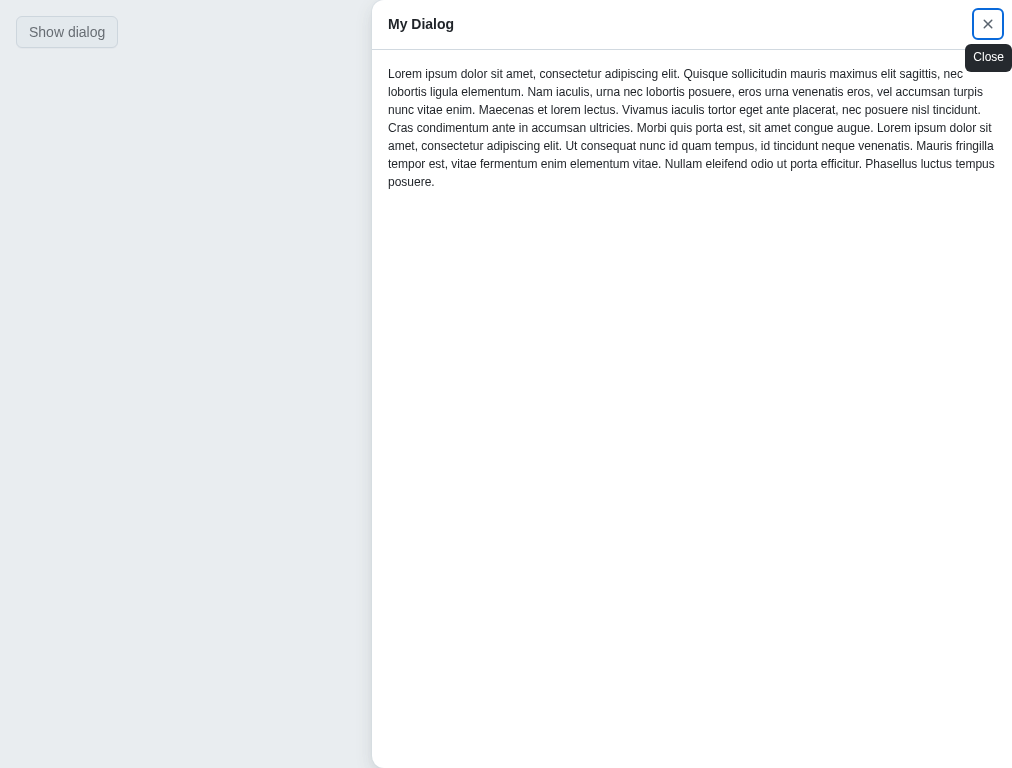 Show dialog
My Dialog
Close
Lorem ipsum dolor sit amet, consectetur adipiscing elit. Quisque sollicitudin mauris maximus elit sagittis, nec
lobortis ligula elementum. Nam iaculis, urna nec lobortis posuere, eros urna venenatis eros, vel accumsan turpis
nunc vitae enim. Maecenas et lorem lectus. Vivamus iaculis tortor eget ante placerat, nec posuere nisl tincidunt.
Cras condimentum ante in accumsan ultricies. Morbi quis porta est, sit amet congue augue. Lorem ipsum dolor sit
amet, consectetur adipiscing elit. Ut consequat nunc id quam tempus, id tincidunt neque venenatis. Mauris fringilla
tempor est, vitae fermentum enim elementum vitae. Nullam eleifend odio ut porta efficitur. Phasellus luctus tempus
posuere.